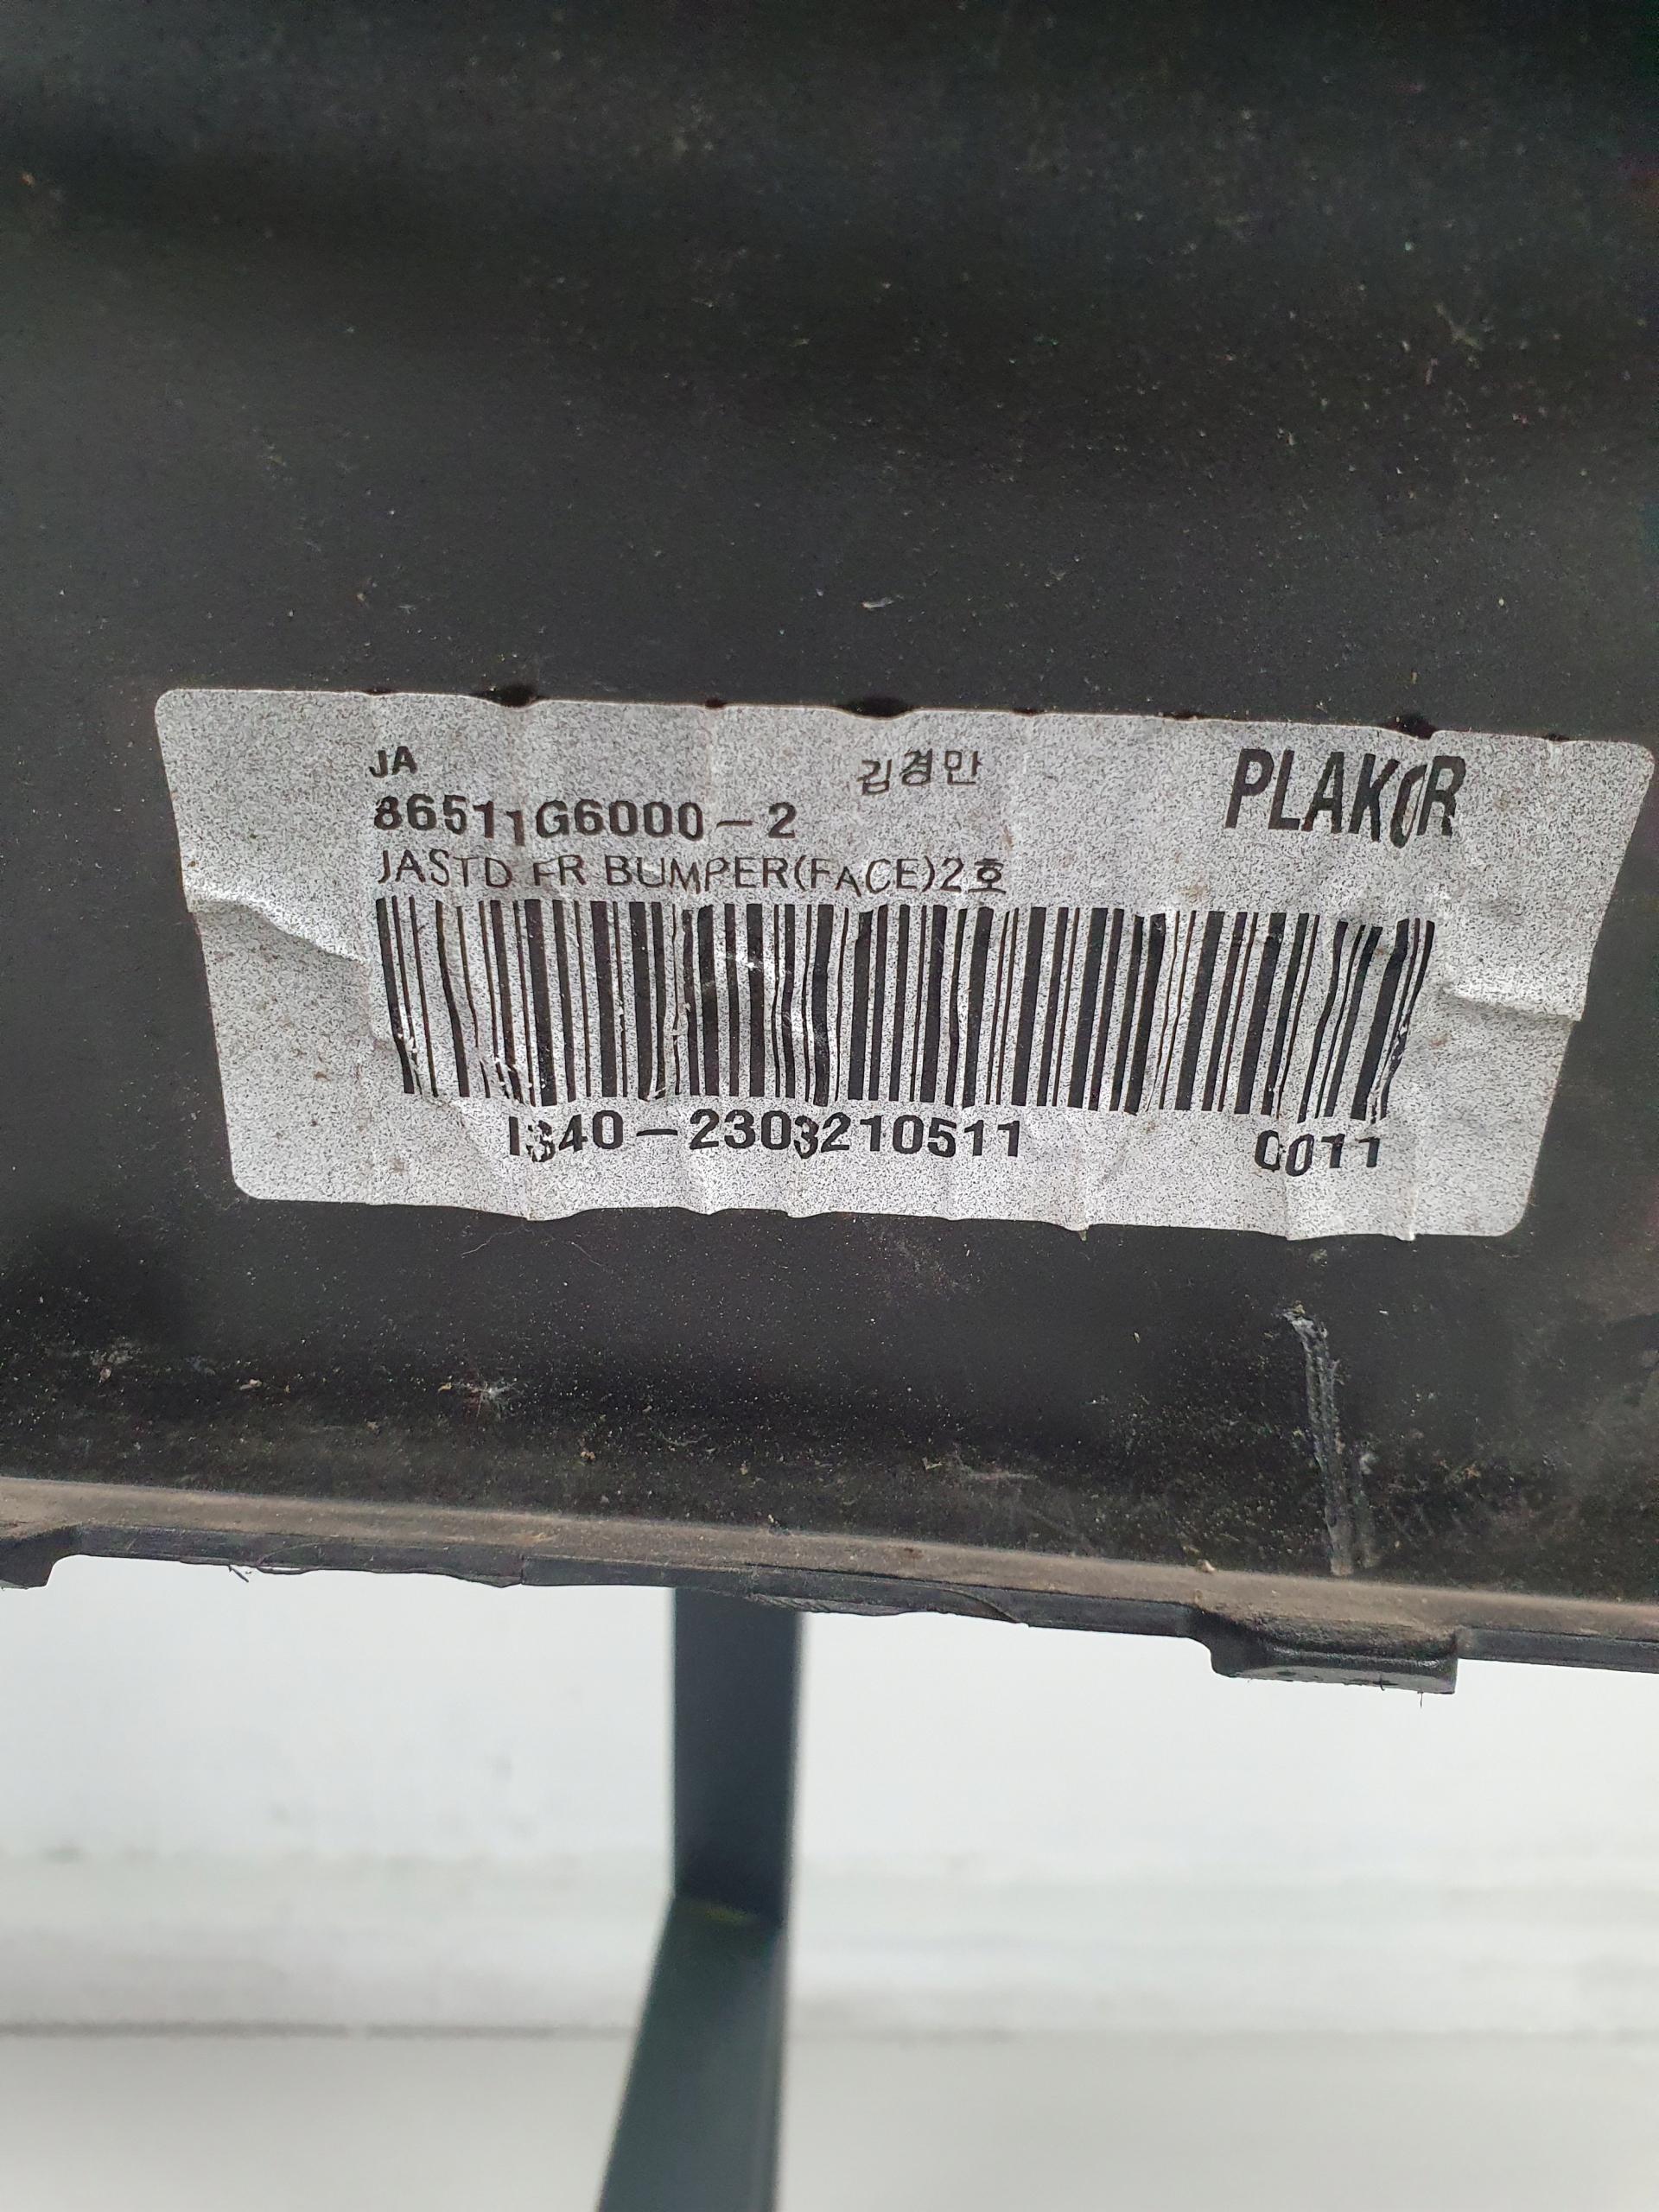 JA 김경만 PLAKOR
86511G6000-2
JASTD FR BUMPER(FACE)2호
I340-2303210511 0011